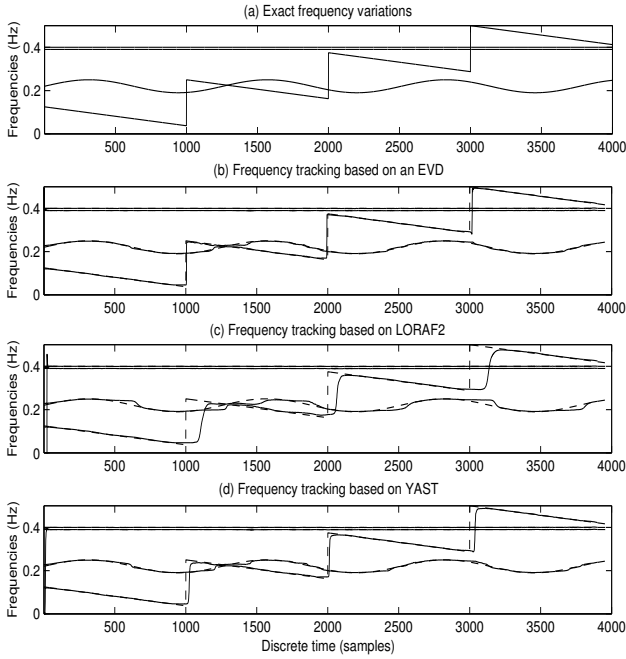 (a) Exact frequency variations
Frequencies (Hz)
0.4
0.2
0
500 1000 1500 2000 2500 3000 3500 4000
(b) Frequency tracking based on an EVD
Frequencies (Hz)
0.4
0.2
0
500 1000 1500 2000 2500 3000 3500 4000
(c) Frequency tracking based on LORAF2
Frequencies (Hz)
0.4
0.2
0
500 1000 1500 2000 2500 3000 3500 4000
(d) Frequency tracking based on YAST
Frequencies (Hz)
0.4
0.2
0
500 1000 1500 2000 2500 3000 3500 4000
Discrete time (samples)